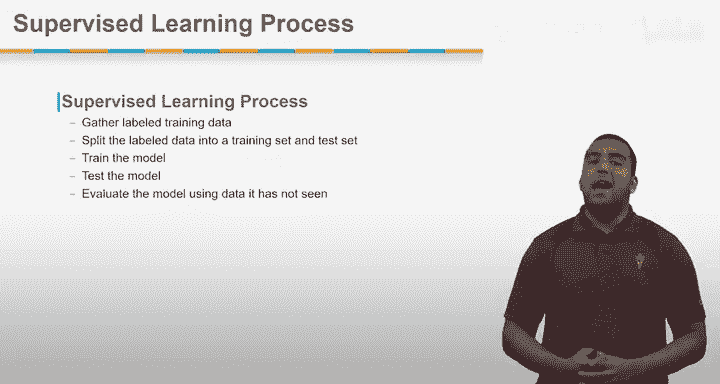 Supervised Learning Process
Supervised Learning Process
– Gather labeled training data
– Split the labeled data into a training set and test set
– Train the model
– Test the model
– Evaluate the model using data it has not seen